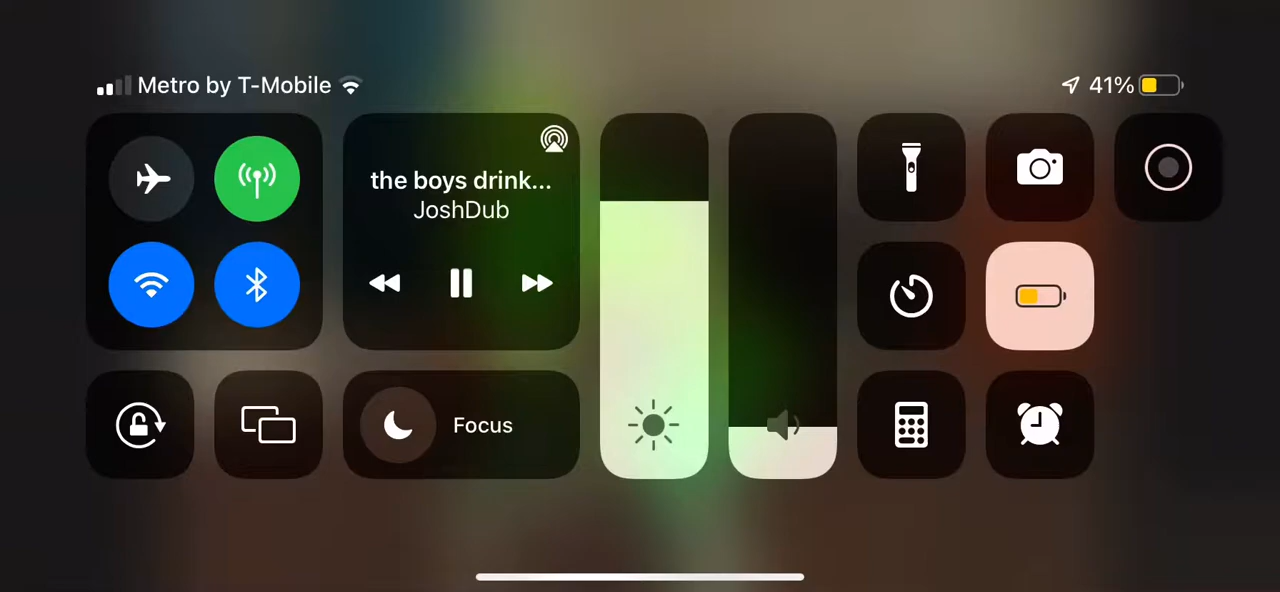 Metro by T-Mobile
41%
the boys drink...
JoshDub
Focus